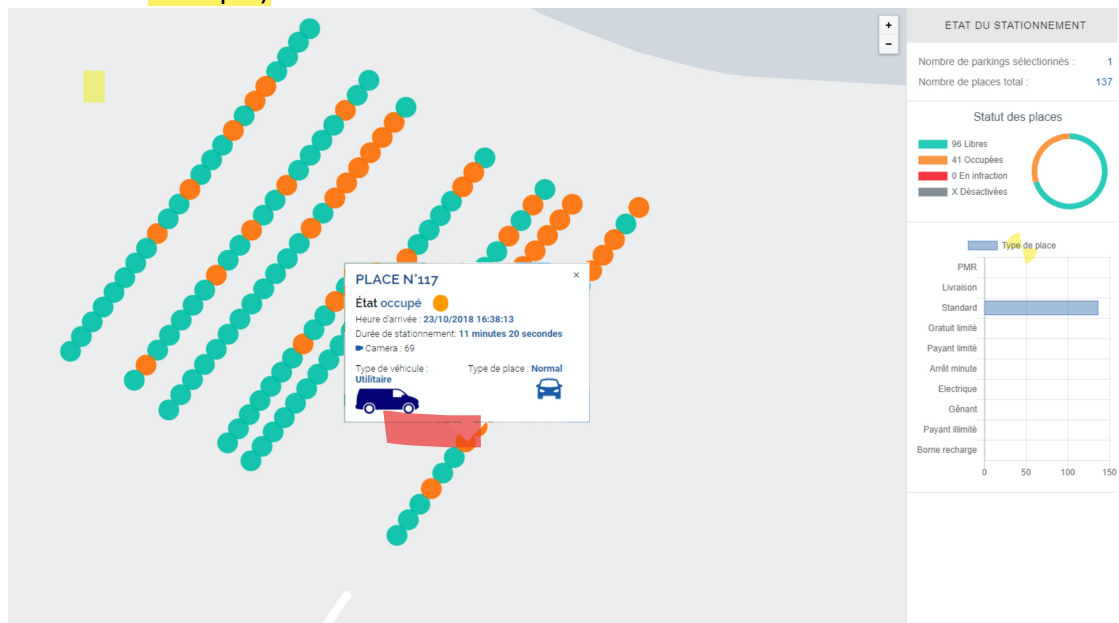 +
−
ETAT DU STATIONNEMENT
Nombre de parkings sélectionnés : 1
Nombre de places total : 137
Statut des places
96 Libres
41 Occupées
0 En infraction
X Désactivées
Type de place
PMR
Livraison
Standard
Gratuit limité
Payant limité
Arrêt minute
Electrique
Gênant
Payant illimité
Borne recharge
0 50 100 150
PLACE N°117
×
État occupé
Heure d'arrivée : 23/10/2018 16:38:13
Durée de stationnement: 11 minutes 20 secondes
Camera : 69
Type de véhicule : Utilitaire
Type de place : Normal